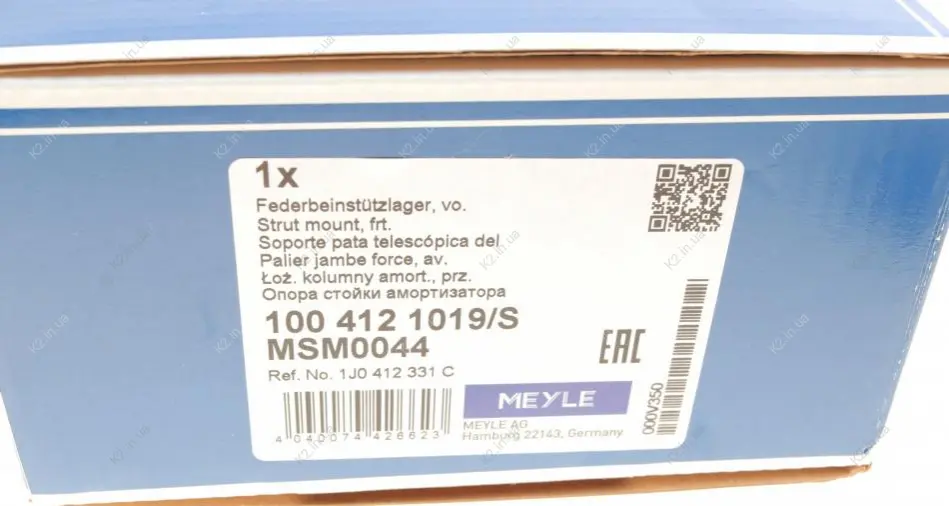 1x
Federbeinstützlager, vo.
Strut mount, frt.
Soporte pata telescópica del
Palier jambe force, av.
Łoż. kolumny amort., prz.
Опора стойки амортизатора
100 412 1019/S
MSM0044
Ref. No. 1J0 412 331 C
EAC
MEYLE
MEYLE AG
Hamburg 22143, Germany
4 040074 426623
000V350
K2.in.ua